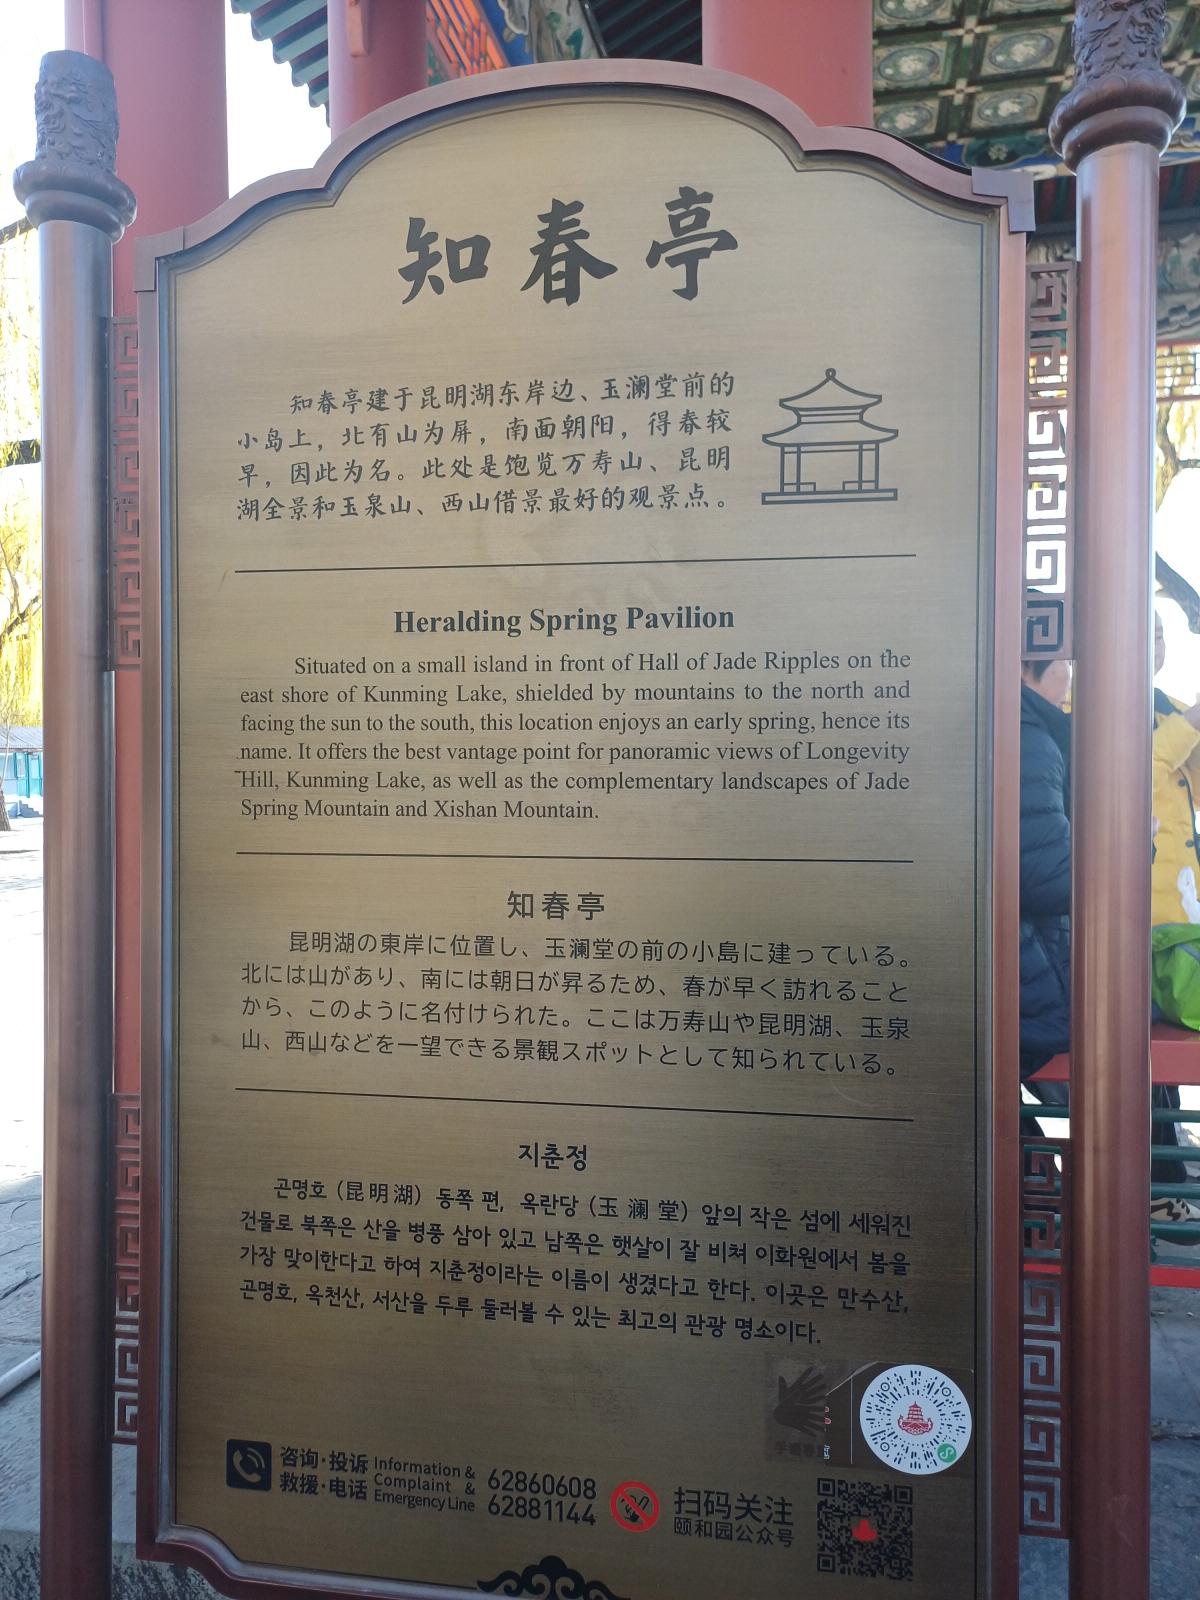 知春亭
知春亭建于昆明湖东岸边、玉澜堂前的
小岛上，北有山为屏，南面朝阳，得春较
早，因此为名。此处是饱览万寿山、昆明
湖全景和玉泉山、西山借景最好的观景点。
Heralding Spring Pavilion
Situated on a small island in front of Hall of Jade Ripples on the
east shore of Kunming Lake, shielded by mountains to the north and
facing the sun to the south, this location enjoys an early spring, hence its
name. It offers the best vantage point for panoramic views of Longevity
Hill, Kunming Lake, as well as the complementary landscapes of Jade
Spring Mountain and Xishan Mountain.
知春亭
昆明湖の東岸に位置し、玉澜堂の前の小島に建っている。
北には山があり、南には朝日が昇るため、春が早く訪れること
から、このように名付けられた。ここは万寿山や昆明湖、玉泉
山、西山などを一望できる景観スポットとして知られている。
지춘정
곤명호（昆明湖）동쪽 편, 옥란당（玉澜堂）앞의 작은 섬에 세워진
건물로 북쪽은 산을 병풍 삼아 있고 남쪽은 햇살이 잘 비쳐 이화원에서 봄을
가장 맞이한다고 하여 지춘정이라는 이름이 생겼다고 한다. 이곳은 만수산,
곤명호, 옥천산, 서산을 두루 둘러볼 수 있는 최고의 관광 명소이다.
咨询·投诉 Information &
救援·电话 Complaint &
Emergency Line
62860608
62881144
扫码关注
颐和园公众号